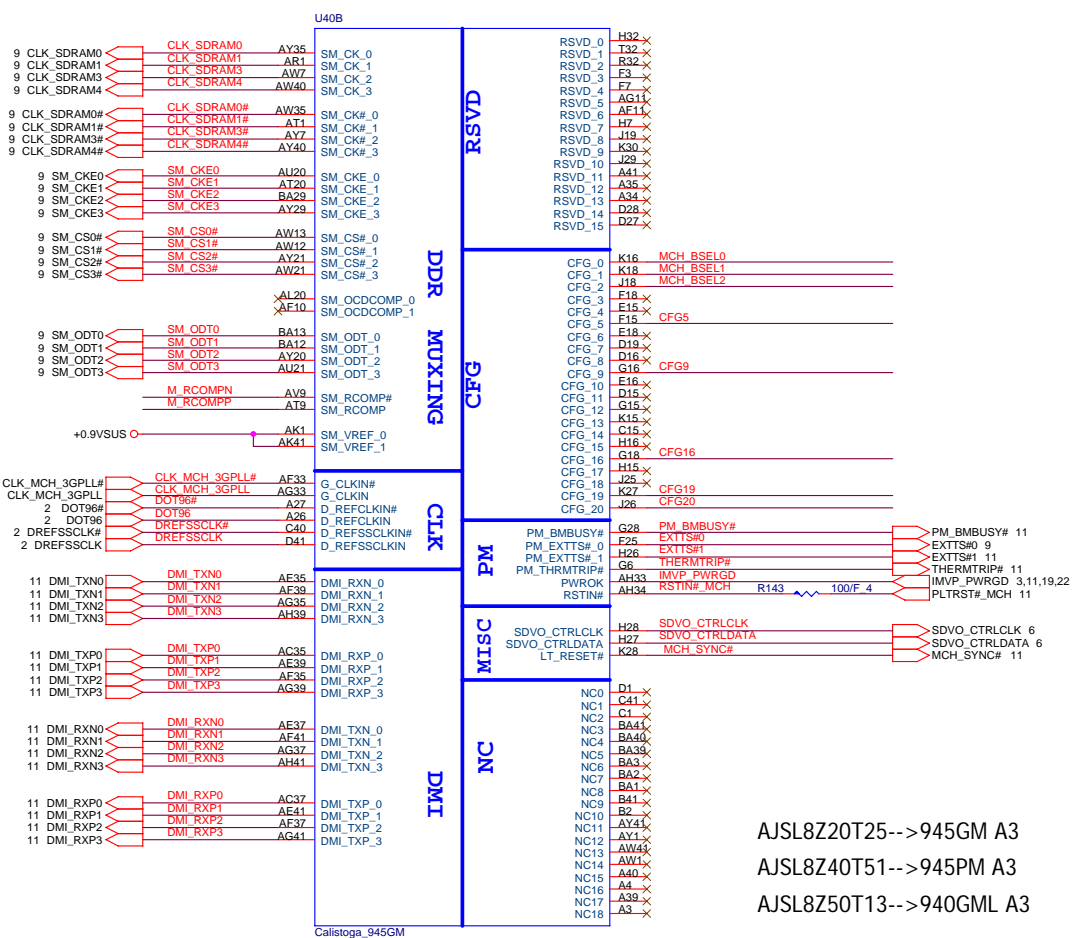 U40B
9 CLK_SDRAM0 CLK_SDRAM0 AY35 SM_CK_0
9 CLK_SDRAM1 CLK_SDRAM1 AR1 SM_CK_1
9 CLK_SDRAM3 CLK_SDRAM3 AW7 SM_CK_2
9 CLK_SDRAM4 CLK_SDRAM4 AW40 SM_CK_3
9 CLK_SDRAM0# CLK_SDRAM0# AW35 SM_CK#_0
9 CLK_SDRAM1# CLK_SDRAM1# AT1 SM_CK#_1
9 CLK_SDRAM3# CLK_SDRAM3# AY7 SM_CK#_2
9 CLK_SDRAM4# CLK_SDRAM4# AY40 SM_CK#_3
9 SM_CKE0 SM_CKE0 AU20 SM_CKE_0
9 SM_CKE1 SM_CKE1 AT20 SM_CKE_1
9 SM_CKE2 SM_CKE2 BA29 SM_CKE_2
9 SM_CKE3 SM_CKE3 AY29 SM_CKE_3
9 SM_CS0# SM_CS0# AW13 SM_CS#_0
9 SM_CS1# SM_CS1# AW12 SM_CS#_1
9 SM_CS2# SM_CS2# AY21 SM_CS#_2
9 SM_CS3# SM_CS3# AW21 SM_CS#_3
AL20 SM_OCDCOMP_0
AF10 SM_OCDCOMP_1
9 SM_ODT0 SM_ODT0 BA13 SM_ODT_0
9 SM_ODT1 SM_ODT1 BA12 SM_ODT_1
9 SM_ODT2 SM_ODT2 AY20 SM_ODT_2
9 SM_ODT3 SM_ODT3 AU21 SM_ODT_3
M_RCOMPN AV9 SM_RCOMP#
M_RCOMPP AT9 SM_RCOMP
+0.9VSUS AK1 SM_VREF_0
AK41 SM_VREF_1
DDR MUXING
CLK_MCH_3GPLL# CLK_MCH_3GPLL# AF33 G_CLKIN#
CLK_MCH_3GPLL CLK_MCH_3GPLL AG33 G_CLKIN
2 DOT96# DOT96# A27 D_REFCLKIN#
2 DOT96 DOT96 A26 D_REFCLKIN
2 DREFSSCLK# DREFSSCLK# C40 D_REFSSCLKIN#
2 DREFSSCLK DREFSSCLK D41 D_REFSSCLKIN
CLK
11 DMI_TXN0 DMI_TXN0 AE35 DMI_RXN_0
11 DMI_TXN1 DMI_TXN1 AF39 DMI_RXN_1
11 DMI_TXN2 DMI_TXN2 AG35 DMI_RXN_2
11 DMI_TXN3 DMI_TXN3 AH39 DMI_RXN_3
11 DMI_TXP0 DMI_TXP0 AC35 DMI_RXP_0
11 DMI_TXP1 DMI_TXP1 AE39 DMI_RXP_1
11 DMI_TXP2 DMI_TXP2 AF35 DMI_RXP_2
11 DMI_TXP3 DMI_TXP3 AG39 DMI_RXP_3
11 DMI_RXN0 DMI_RXN0 AE37 DMI_TXN_0
11 DMI_RXN1 DMI_RXN1 AF41 DMI_TXN_1
11 DMI_RXN2 DMI_RXN2 AG37 DMI_TXN_2
11 DMI_RXN3 DMI_RXN3 AH41 DMI_TXN_3
11 DMI_RXP0 DMI_RXP0 AC37 DMI_TXP_0
11 DMI_RXP1 DMI_RXP1 AE41 DMI_TXP_1
11 DMI_RXP2 DMI_RXP2 AF37 DMI_TXP_2
11 DMI_RXP3 DMI_RXP3 AG41 DMI_TXP_3
DMI
Calistoga_945GM
RSVD
RSVD_0 H32
RSVD_1 T32
RSVD_2 R32
RSVD_3 F3
RSVD_4 F7
RSVD_5 AG11
RSVD_6 AF11
RSVD_7 H7
RSVD_8 J19
RSVD_9 K30
RSVD_10 J29
RSVD_11 A41
RSVD_12 A35
RSVD_13 A34
RSVD_14 D28
RSVD_15 D27
CFG
CFG_0 K16 MCH_BSEL0
CFG_1 K18 MCH_BSEL1
CFG_2 J18 MCH_BSEL2
CFG_3 F18
CFG_4 E15
CFG_5 F15 CFG5
CFG_6 E18
CFG_7 D19
CFG_8 D16
CFG_9 G16 CFG9
CFG_10 E16
CFG_11 D15
CFG_12 G15
CFG_13 K15
CFG_14 C15
CFG_15 H16
CFG_16 G18 CFG16
CFG_17 H15
CFG_18 J25
CFG_19 K27 CFG19
CFG_20 J26 CFG20
PM
PM_BMBUSY# G28 PM_BMBUSY# PM_BMBUSY# 11
PM_EXTTS#_0 F25 EXTTS#0 EXTTS#0 9
PM_EXTTS#_1 H26 EXTTS#1 EXTTS#1 11
PM_THRMTRIP# G6 THERMTRIP# THERMTRIP# 11
PWROK AH33 IMVP_PWRGD IMVP_PWRGD 3,11,19,22
RSTIN# AH34 RSTIN#_MCH R143 100/F_4 PLTRST#_MCH 11
MISC
SDVO_CTRLCLK H28 SDVO_CTRLCLK SDVO_CTRLCLK 6
SDVO_CTRLDATA H27 SDVO_CTRLDATA SDVO_CTRLDATA 6
LT_RESET# K28 MCH_SYNC# MCH_SYNC# 11
NC
NC0 D1
NC1 C41
NC2 C1
NC3 BA41
NC4 BA40
NC5 BA39
NC6 BA3
NC7 BA2
NC8 BA1
NC9 B41
NC10 B2
NC11 AY41
NC12 AY1
NC13 AW41
NC14 AW1
NC15 A40
NC16 A4
NC17 A39
NC18 A3
AJSL8Z20T25-->945GM A3
AJSL8Z40T51-->945PM A3
AJSL8Z50T13-->940GML A3